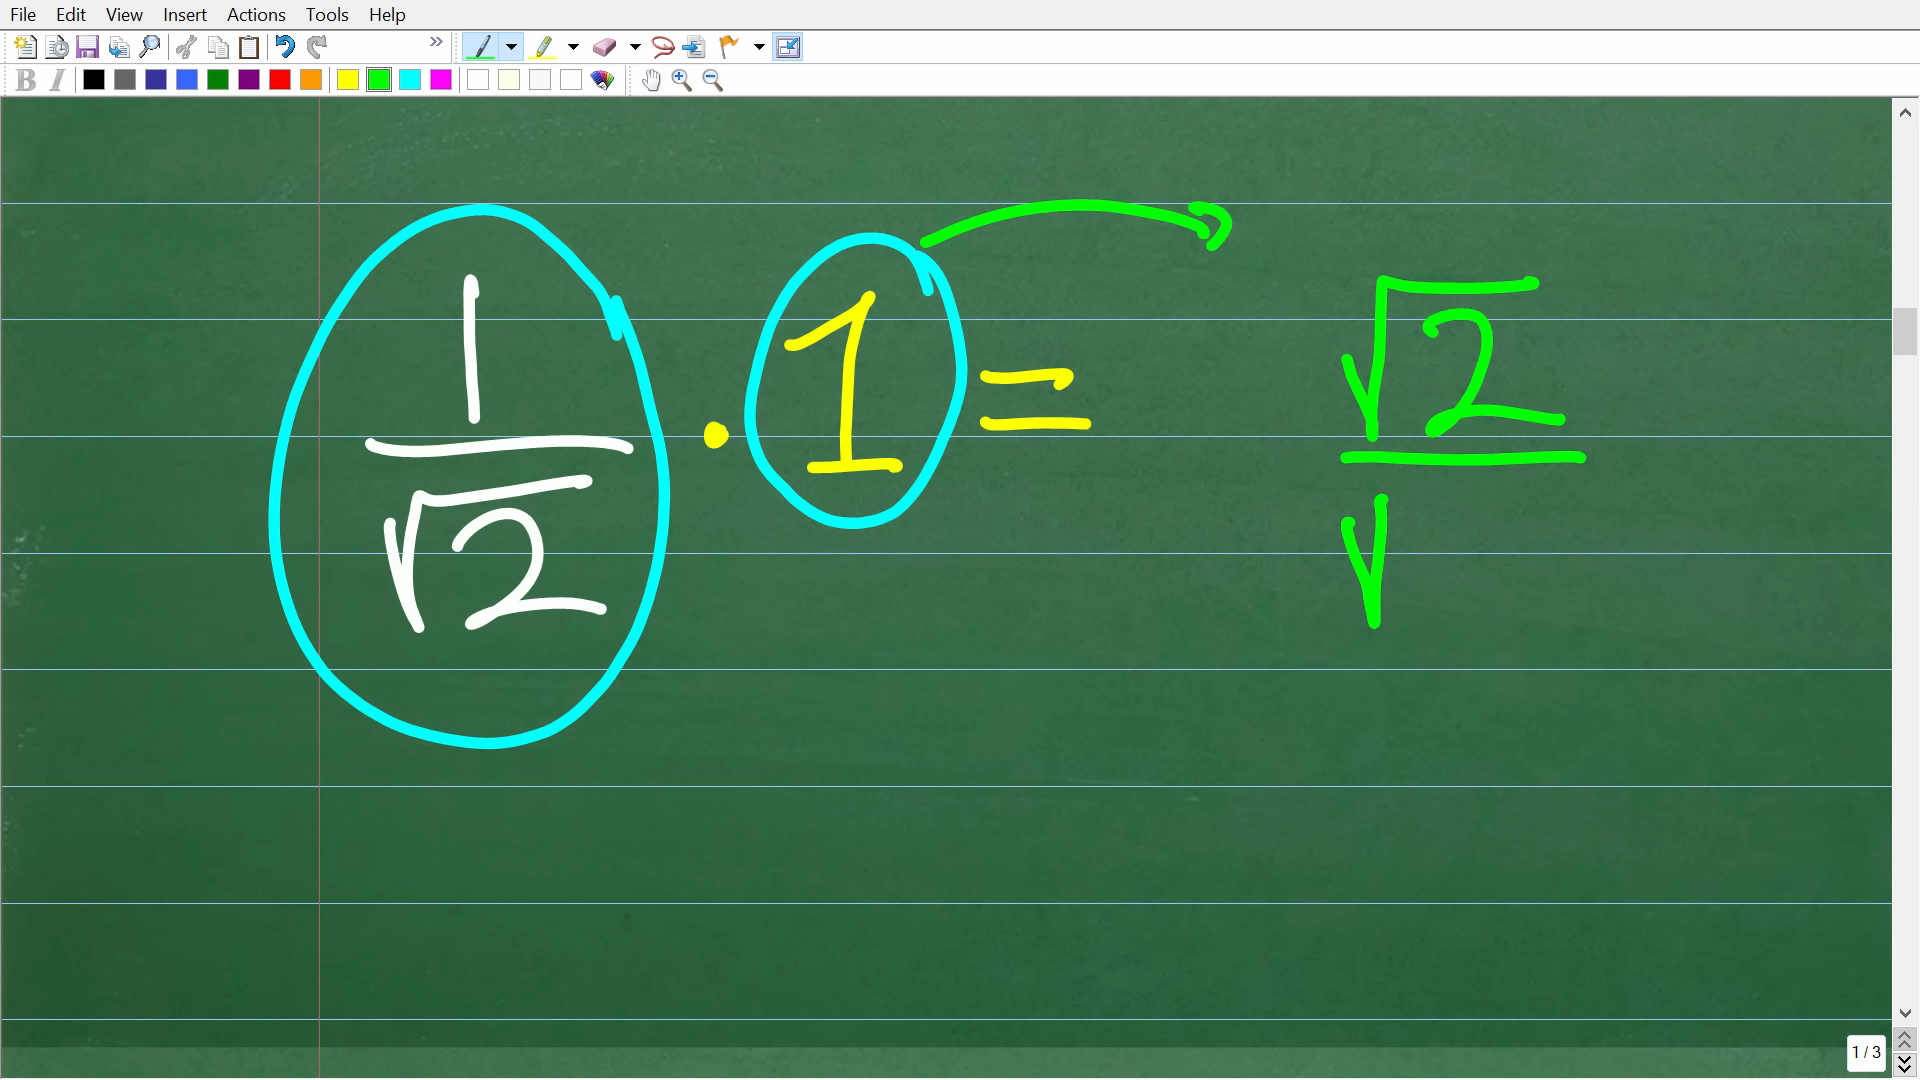 File Edit View Insert Actions Tools Help
B I
1/√2 · 1 = √2/√
1 / 3